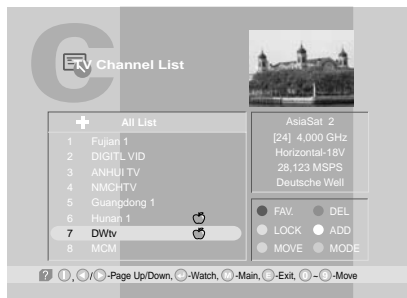 TV Channel List
All List
1 Fujian 1
2 DIGITL VID
3 ANHUI TV
4 NMCHTV
5 Guangdong 1
6 Hunan 1
7 DWtv
8 MCM
AsiaSat 2
[24] 4,000 GHz
Horizontal-18V
28,123 MSPS
Deutsche Well
FAV. DEL
LOCK ADD
MOVE MODE
? , / -Page Up/Down, -Watch, M -Main, E -Exit, 0 ~ 9 -Move